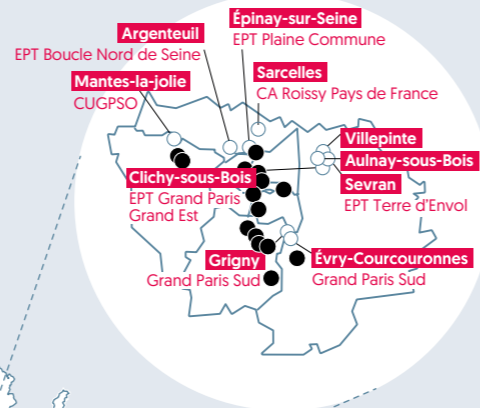 Épinay-sur-Seine
EPT Plaine Commune
Argenteuil
EPT Boucle Nord de Seine
Sarcelles
CA Roissy Pays de France
Mantes-la-jolie
CUGPSO
Villepinte
Aulnay-sous-Bois
Sevran
EPT Terre d'Envol
Clichy-sous-Bois
EPT Grand Paris
Grand Est
Grigny
Grand Paris Sud
Évry-Courcouronnes
Grand Paris Sud